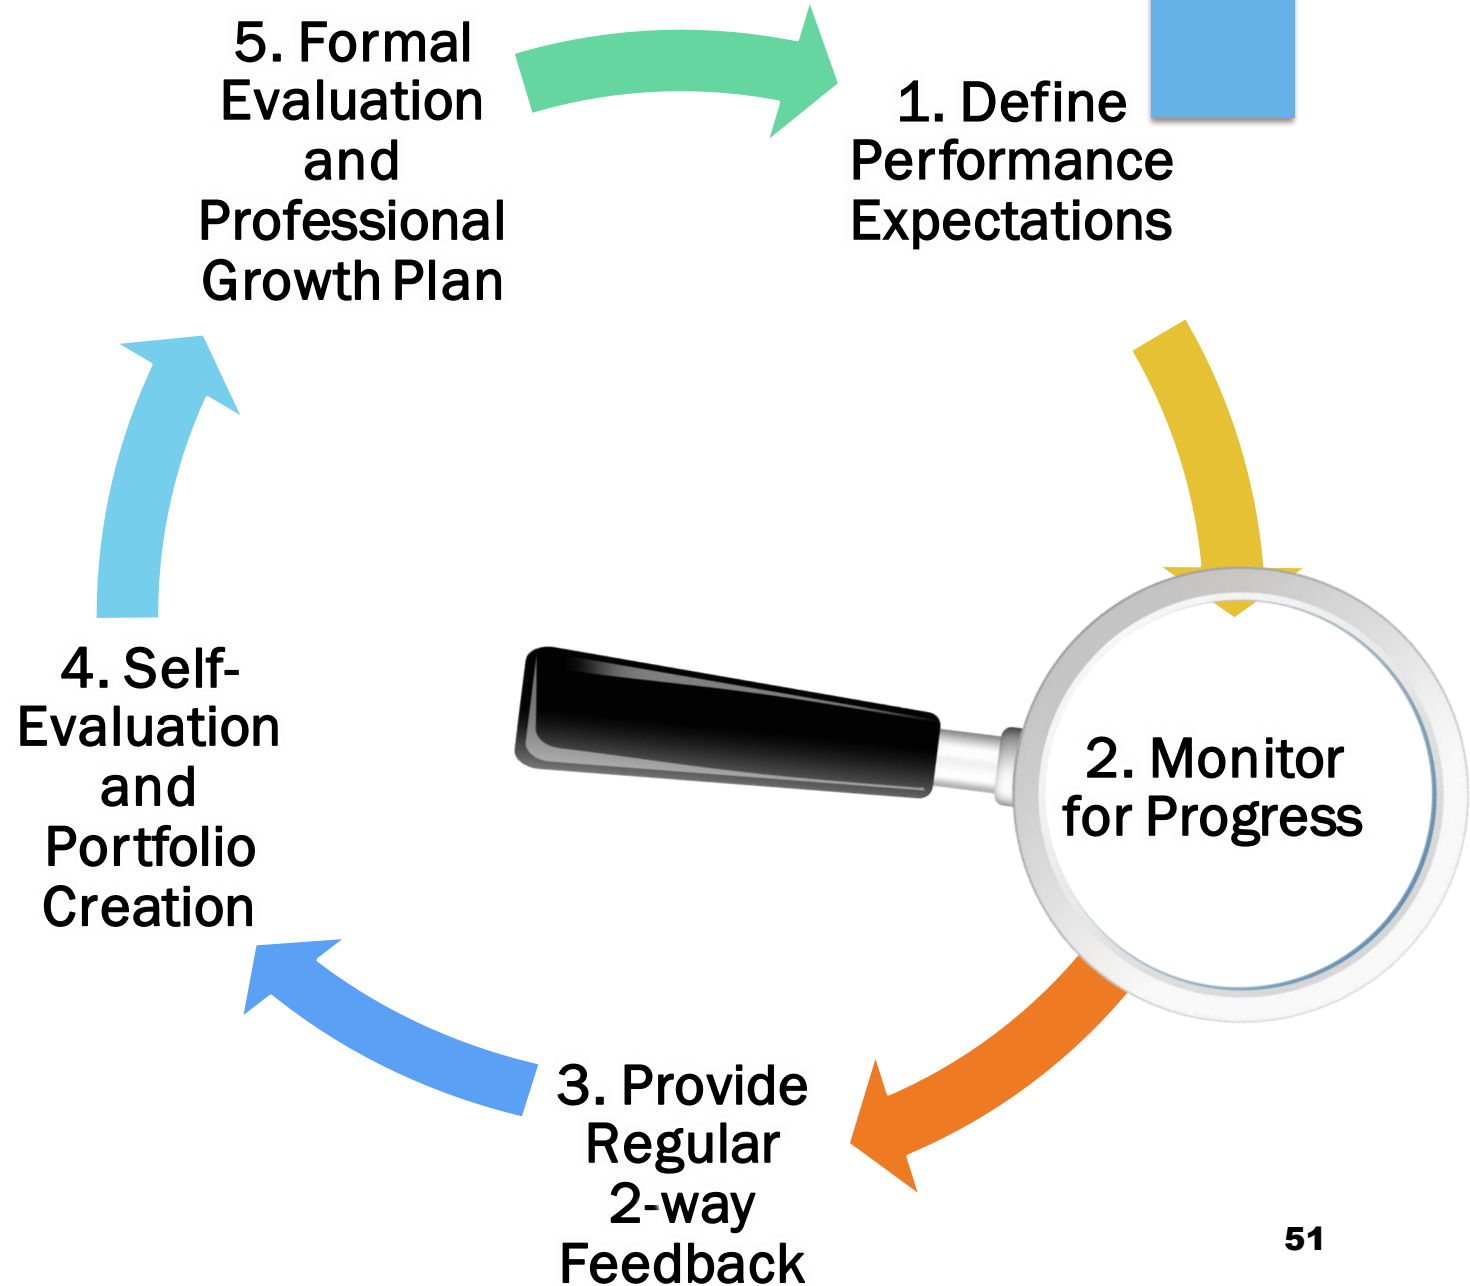 5. Formal
Evaluation
and
Professional
Growth Plan
1. Define
Performance
Expectations
2. Monitor
for Progress
3. Provide
Regular
2-way
Feedback
4. Self-
Evaluation
and
Portfolio
Creation
51